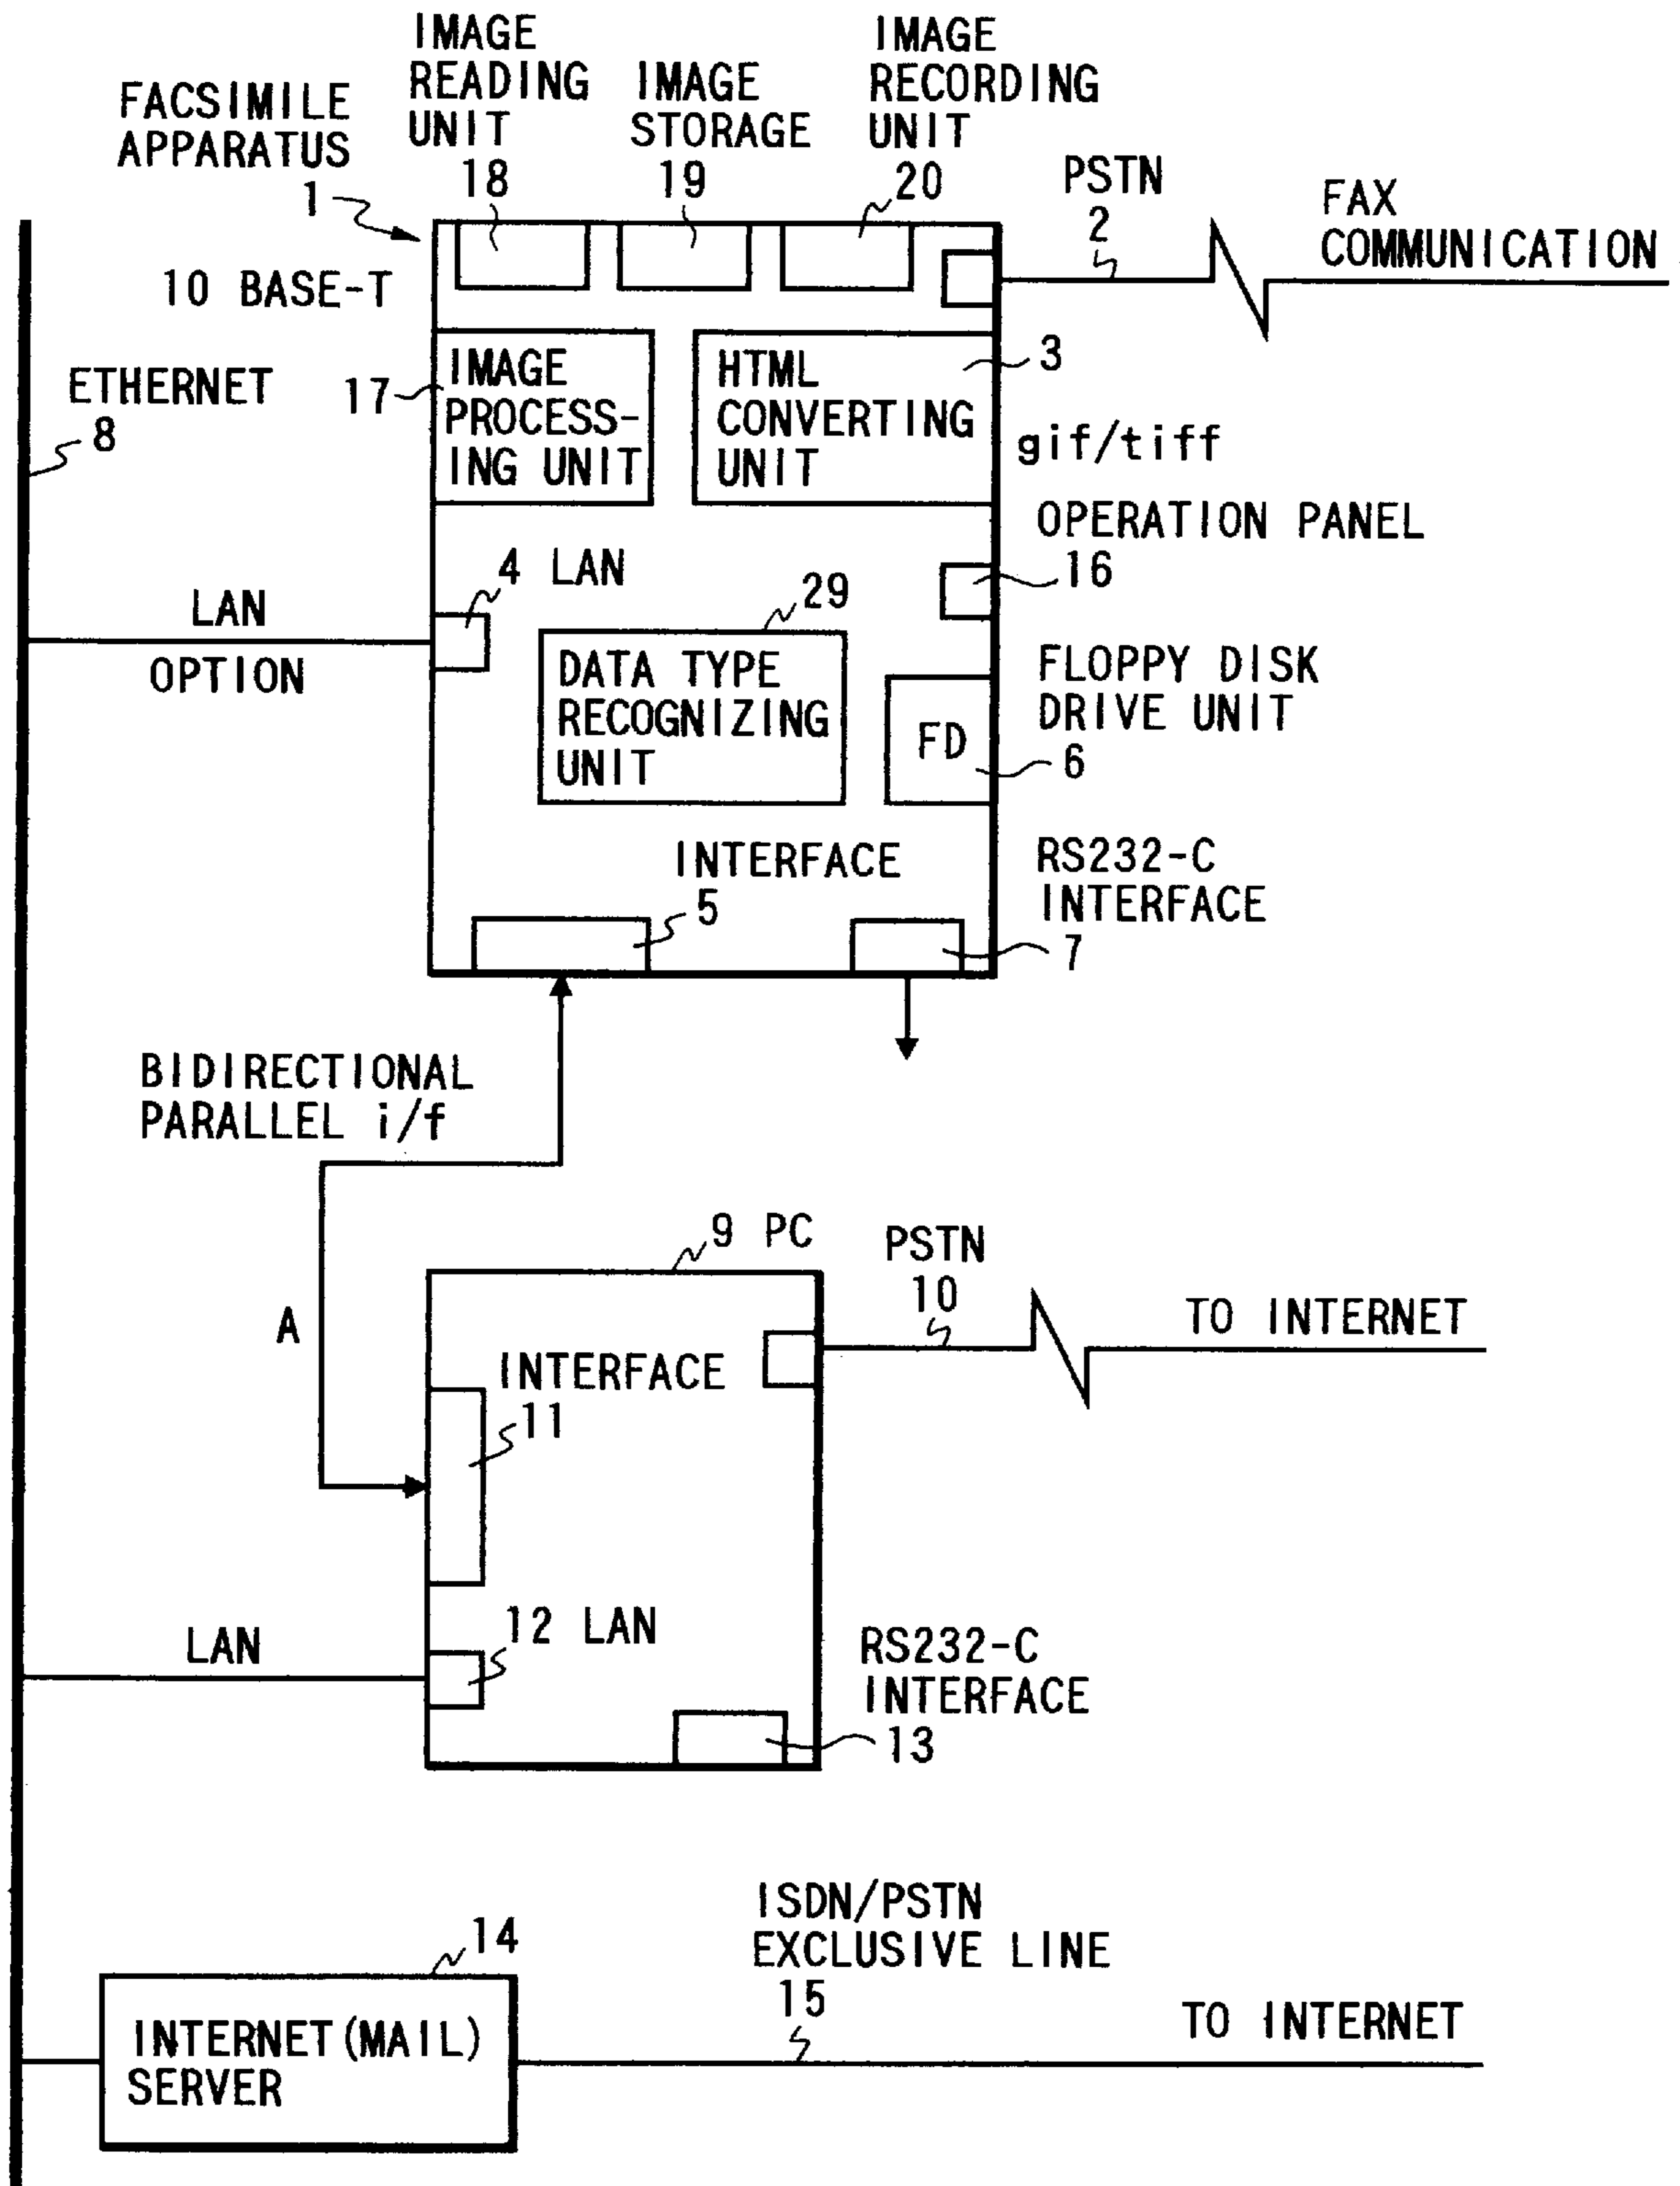 IMAGE
READING
UNIT
18
IMAGE
STORAGE
19
IMAGE
RECORDING
UNIT
20
FACSIMILE
APPARATUS
1
PSTN
2
FAX
COMMUNICATION
10 BASE-T
ETHERNET
8
17
IMAGE
PROCESS-
ING UNIT
HTML
CONVERTING
UNIT
3
gif/tiff
OPERATION PANEL
16
4 LAN
LAN
OPTION
29
DATA TYPE
RECOGNIZING
UNIT
FLOPPY DISK
DRIVE UNIT
6
FD
INTERFACE
5
RS232-C
INTERFACE
7
BIDIRECTIONAL
PARALLEL i/f
A
9 PC
PSTN
10
TO INTERNET
INTERFACE
11
12 LAN
LAN
RS232-C
INTERFACE
13
14
INTERNET(MAIL)
SERVER
ISDN/PSTN
EXCLUSIVE LINE
15
TO INTERNET